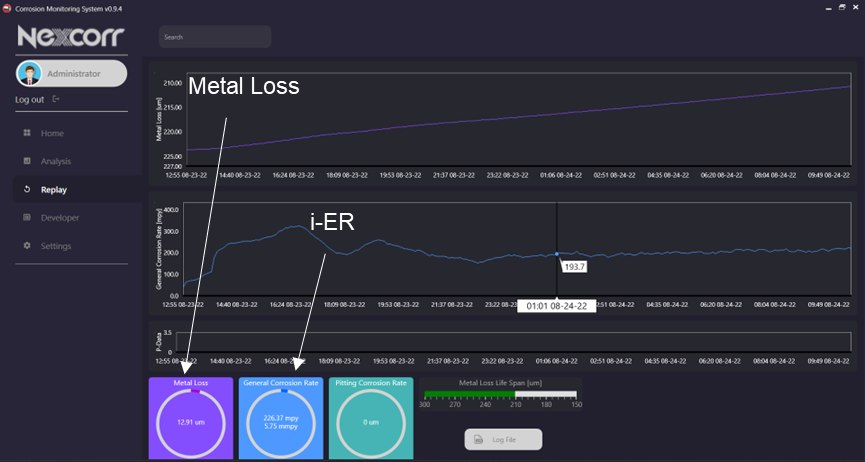 Corrosion Monitoring System v0.9.4
Nexcorr
Search
Administrator
Log out
Home
Analysis
Replay
Developer
Settings
Metal Loss
Metal Loss [um]
210.00
215.00
220.00
225.00
227.00
12:55 08-23-22 14:40 08-23-22 16:24 08-23-22 18:09 08-23-22 19:53 08-23-22 21:37 08-23-22 23:22 08-23-22 01:06 08-24-22 02:51 08-24-22 04:35 08-24-22 06:20 08-24-22 08:04 08-24-22 09:49 08-24-22
i-ER
General Corrosion Rate [mpy]
400.0
300.0
200.0
100.0
0.0
193.7
12:55 08-23-22 14:40 08-23-22 16:24 08-23-22 18:09 08-23-22 19:53 08-23-22 21:37 08-23-22 23:22 08-23-22 02:51 08-24-22 04:35 08-24-22 06:20 08-24-22 08:04 08-24-22 09:49 08-24-22
01:01 08-24-22
P-Data
3.5
0
12:55 08-23-22 14:40 08-23-22 16:24 08-23-22 18:09 08-23-22 19:53 08-23-22 21:37 08-23-22 23:22 08-23-22 01:06 08-24-22 02:51 08-24-22 04:35 08-24-22 06:20 08-24-22 08:04 08-24-22 09:49 08-24-22
Metal Loss
12.91 um
General Corrosion Rate
226.37 mpy
5.75 mmpy
Pitting Corrosion Rate
0 um
Metal Loss Life Span [um]
300 270 240 210 180 150
Log File